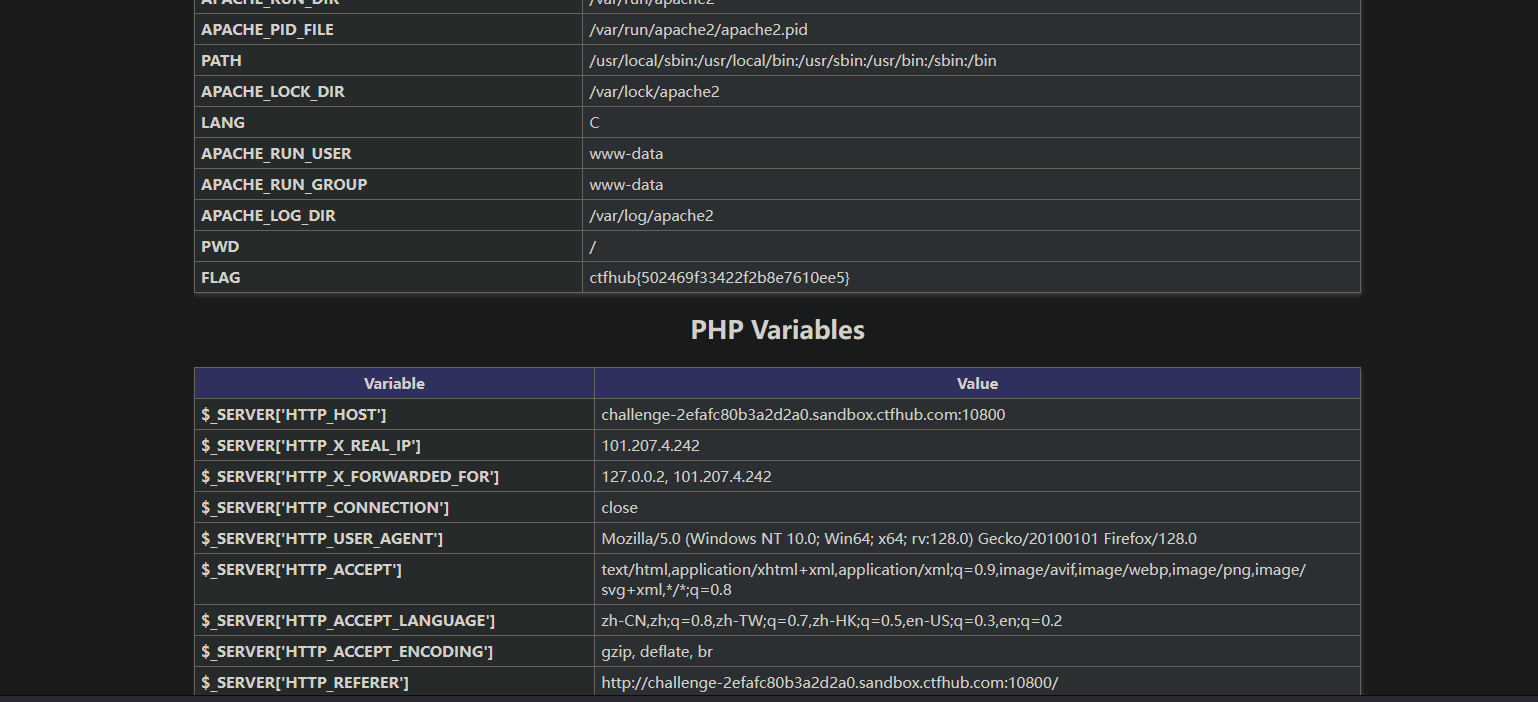 APACHE_RUN_DIR /var/run/apache2
APACHE_PID_FILE /var/run/apache2/apache2.pid
PATH /usr/local/sbin:/usr/local/bin:/usr/sbin:/usr/bin:/sbin:/bin
APACHE_LOCK_DIR /var/lock/apache2
LANG C
APACHE_RUN_USER www-data
APACHE_RUN_GROUP www-data
APACHE_LOG_DIR /var/log/apache2
PWD /
FLAG ctfhub{502469f33422f2b8e7610ee5}
PHP Variables
Variable Value
$_SERVER['HTTP_HOST'] challenge-2efafc80b3a2d2a0.sandbox.ctfhub.com:10800
$_SERVER['HTTP_X_REAL_IP'] 101.207.4.242
$_SERVER['HTTP_X_FORWARDED_FOR'] 127.0.0.2, 101.207.4.242
$_SERVER['HTTP_CONNECTION'] close
$_SERVER['HTTP_USER_AGENT'] Mozilla/5.0 (Windows NT 10.0; Win64; x64; rv:128.0) Gecko/20100101 Firefox/128.0
$_SERVER['HTTP_ACCEPT'] text/html,application/xhtml+xml,application/xml;q=0.9,image/avif,image/webp,image/png,image/
svg+xml,*/*;q=0.8
$_SERVER['HTTP_ACCEPT_LANGUAGE'] zh-CN,zh;q=0.8,zh-TW;q=0.7,zh-HK;q=0.5,en-US;q=0.3,en;q=0.2
$_SERVER['HTTP_ACCEPT_ENCODING'] gzip, deflate, br
$_SERVER['HTTP_REFERER'] http://challenge-2efafc80b3a2d2a0.sandbox.ctfhub.com:10800/